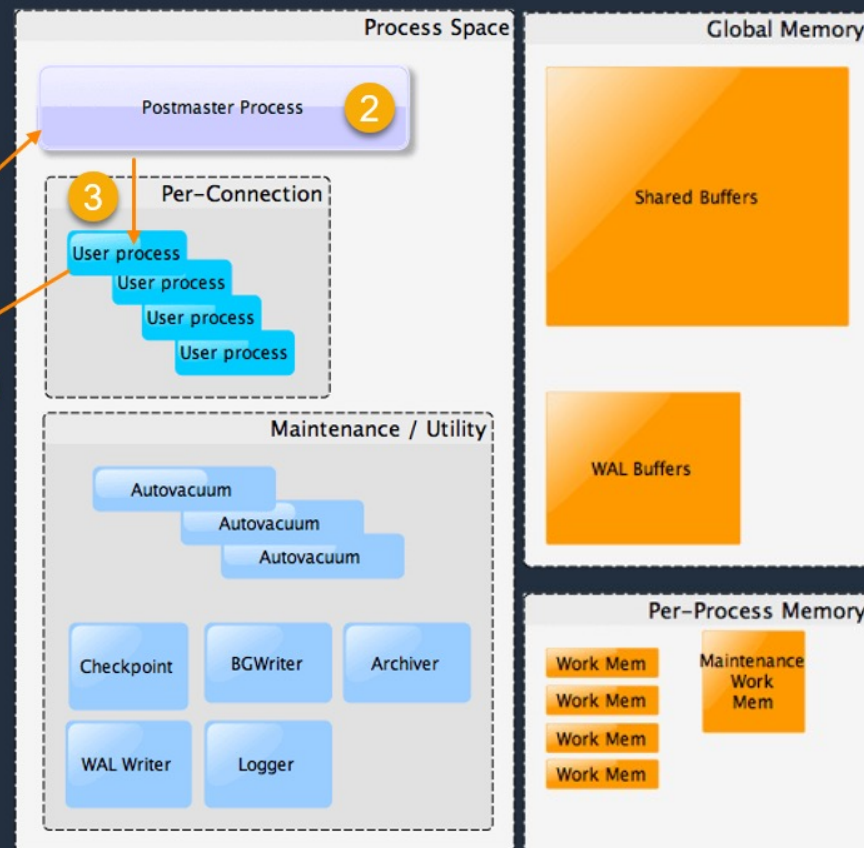 Process Space
Postmaster Process
2
3
Per-Connection
User process
User process
User process
User process
Maintenance / Utility
Autovacuum
Autovacuum
Autovacuum
Checkpoint
BGWriter
Archiver
WAL Writer
Logger
Global Memory
Shared Buffers
WAL Buffers
Per-Process Memory
Work Mem
Work Mem
Work Mem
Work Mem
Maintenance
Work
Mem